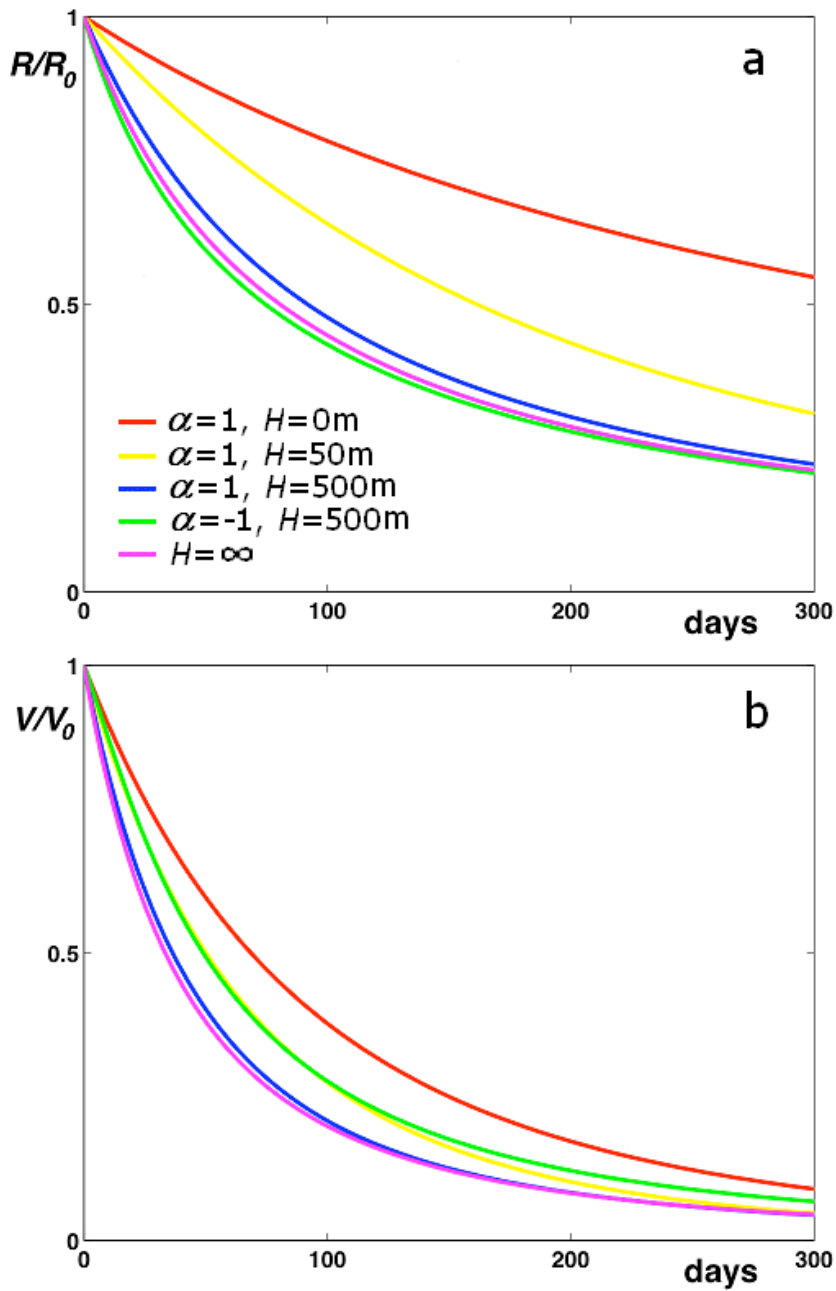 1
R/R₀
a
0.5
α=1, H=0m
α=1, H=50m
α=1, H=500m
α=-1, H=500m
H=∞
0
0 100 200 300
days
1
V/V₀
b
0.5
0
0 100 200 300
days